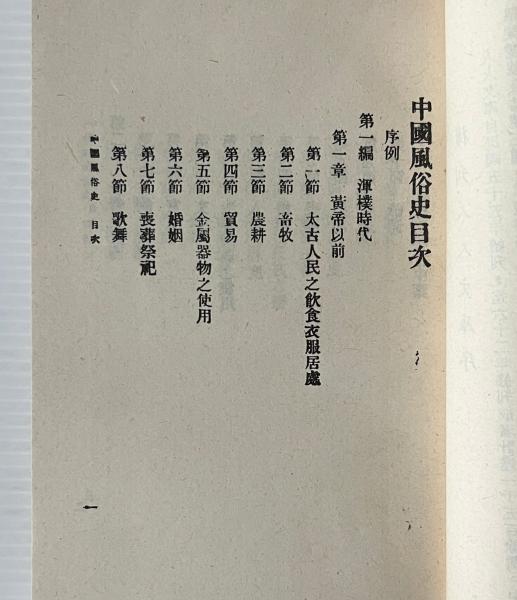 中國風俗史目次
序例
第一編　渾樸時代
第一章　黃帝以前
第一節　太古人民之飲食衣服居處
第二節　畜牧
第三節　農耕
第四節　貿易
第五節　金屬器物之使用
第六節　婚姻
第七節　喪葬祭祀
第八節　歌舞
中國風俗史　目次
一